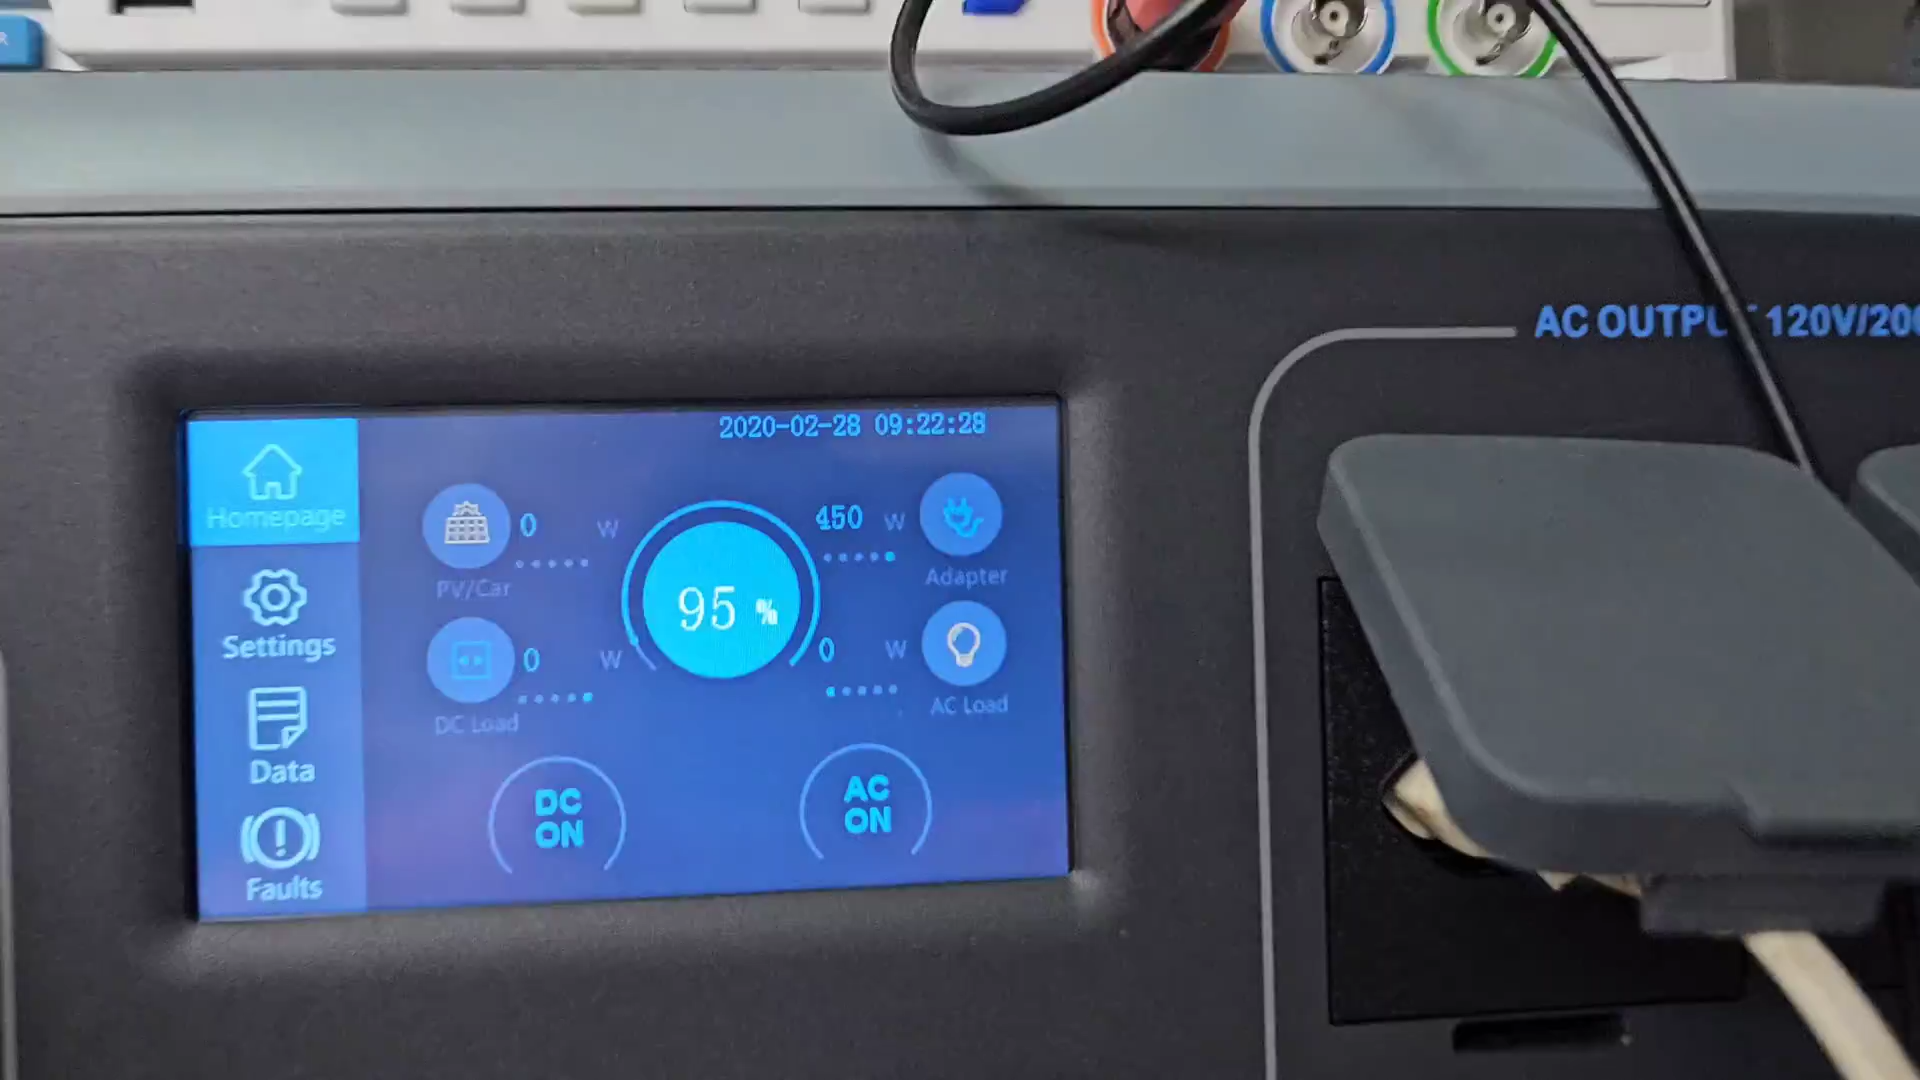 AC OUTPU 120V/200
2020-02-28 09:22:28
Homepage
Settings
Data
Faults
0 W
PV/Car
0 W
DC Load
95 %
450 W
Adapter
0 W
AC Load
DC
ON
AC
ON